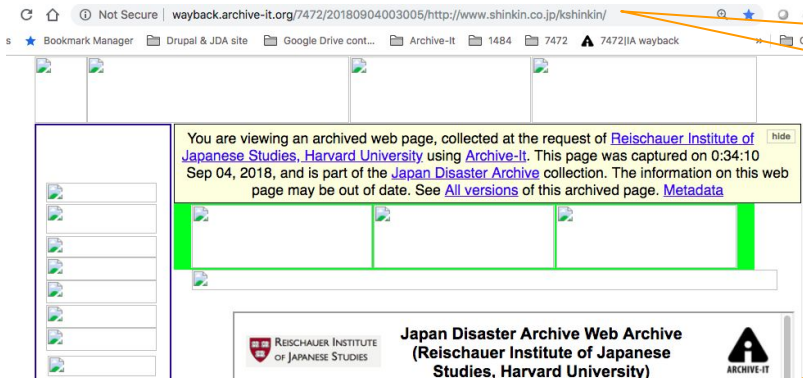 Not Secure | wayback.archive-it.org/7472/20180904003005/http://www.shinkin.co.jp/kshinkin/
s Bookmark Manager Drupal & JDA site Google Drive cont... Archive-It 1484 7472 7472|IA wayback »
You are viewing an archived web page, collected at the request of Reischauer Institute of hide
Japanese Studies, Harvard University using Archive-It. This page was captured on 0:34:10
Sep 04, 2018, and is part of the Japan Disaster Archive collection. The information on this web
page may be out of date. See All versions of this archived page. Metadata
REISCHAUER INSTITUTE
OF JAPANESE STUDIES
Japan Disaster Archive Web Archive
(Reischauer Institute of Japanese
Studies, Harvard University)
ARCHIVE-IT